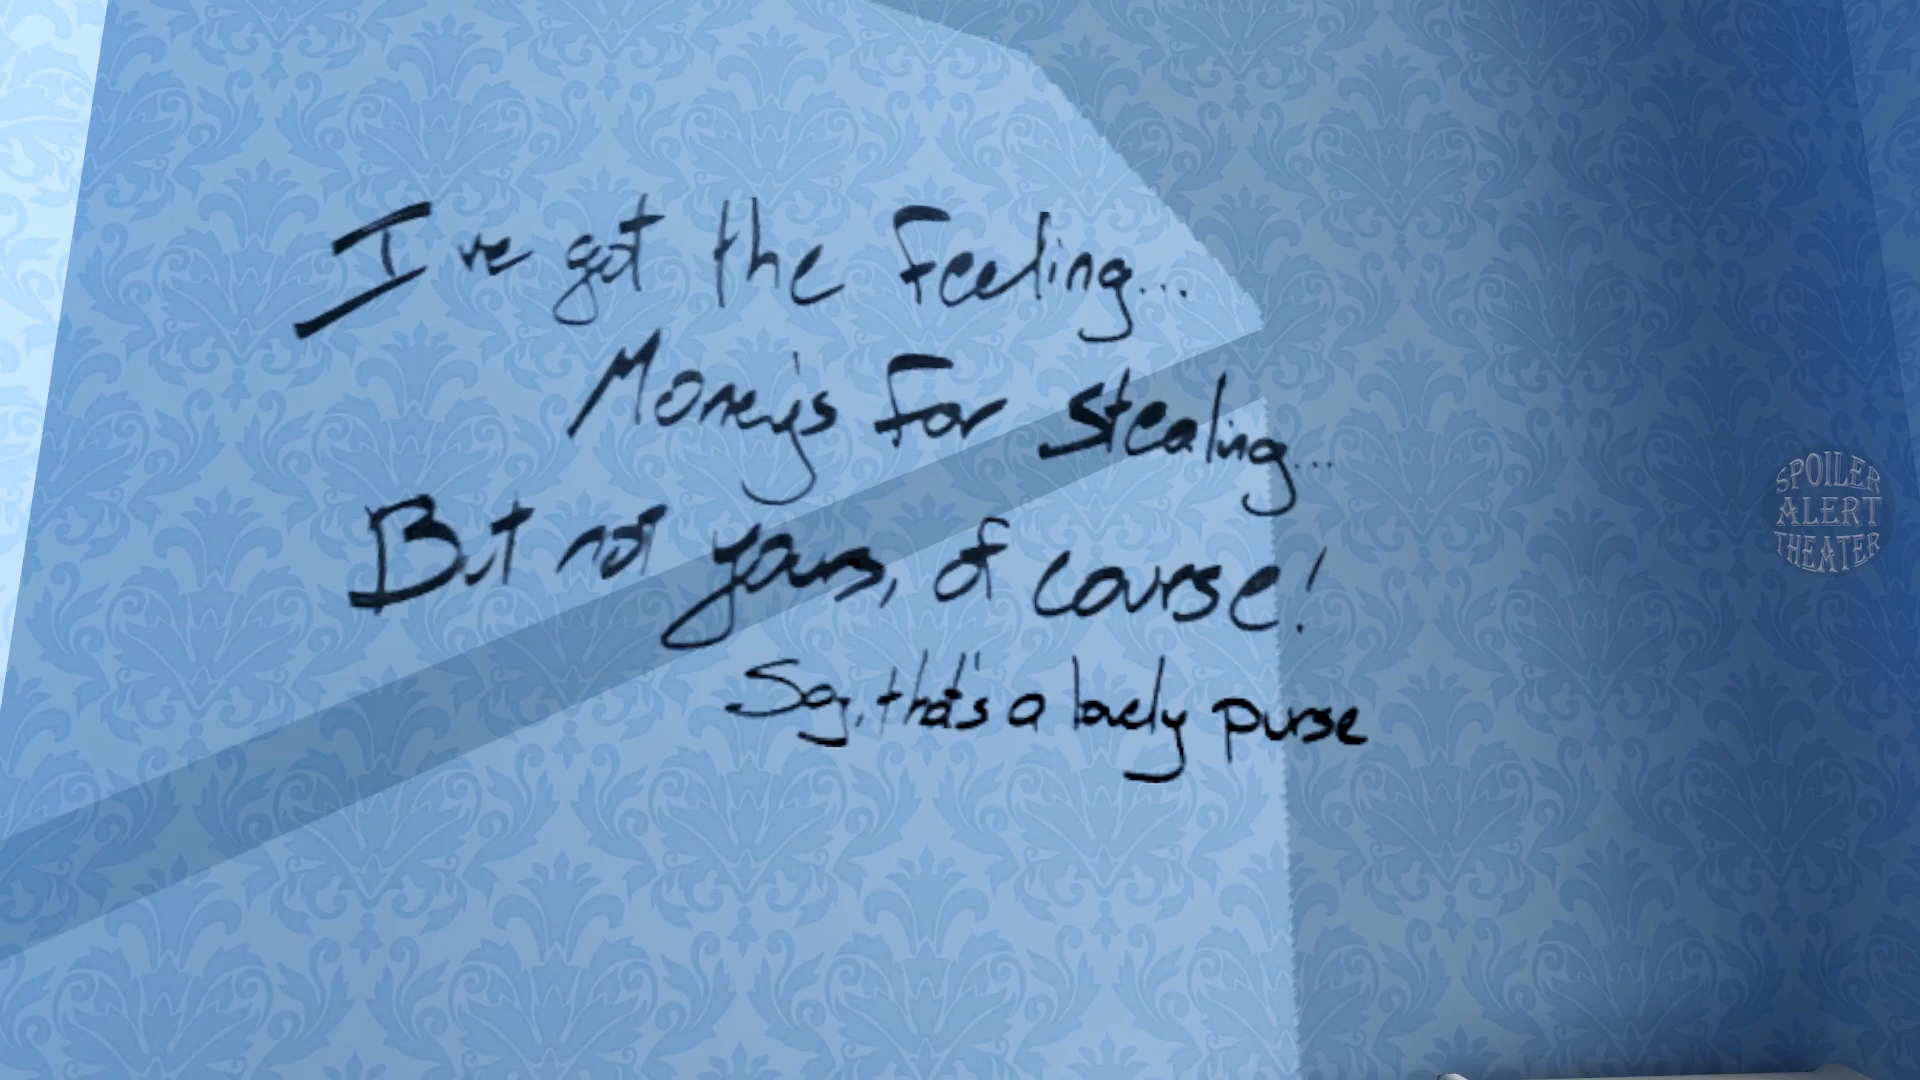 I've got the feeling...
Money's for stealing...
But not yours, of course!
Say, that's a lovely purse
SPOILER
ALERT
THEATER